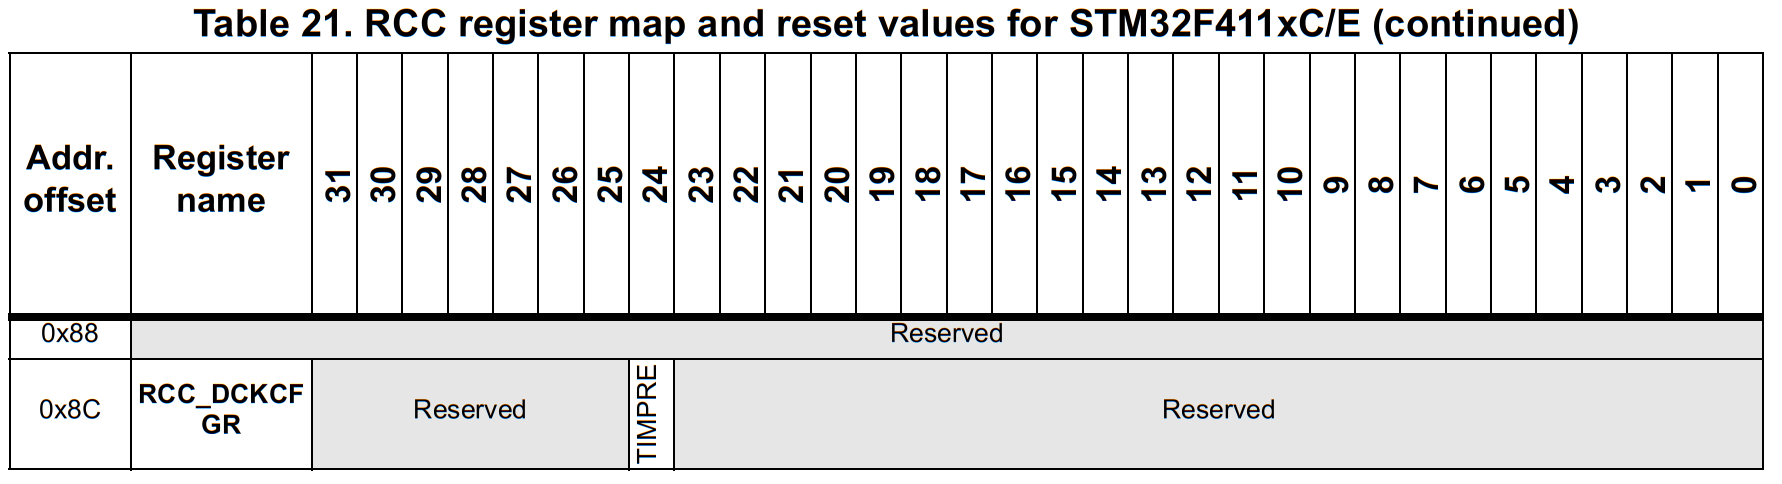 Table 21. RCC register map and reset values for STM32F411xC/E (continued)
Addr. offset Register name 31 30 29 28 27 26 25 24 23 22 21 20 19 18 17 16 15 14 13 12 11 10 9 8 7 6 5 4 3 2 1 0
0x88 Reserved
0x8C RCC_DCKCF GR Reserved TIMPRE Reserved